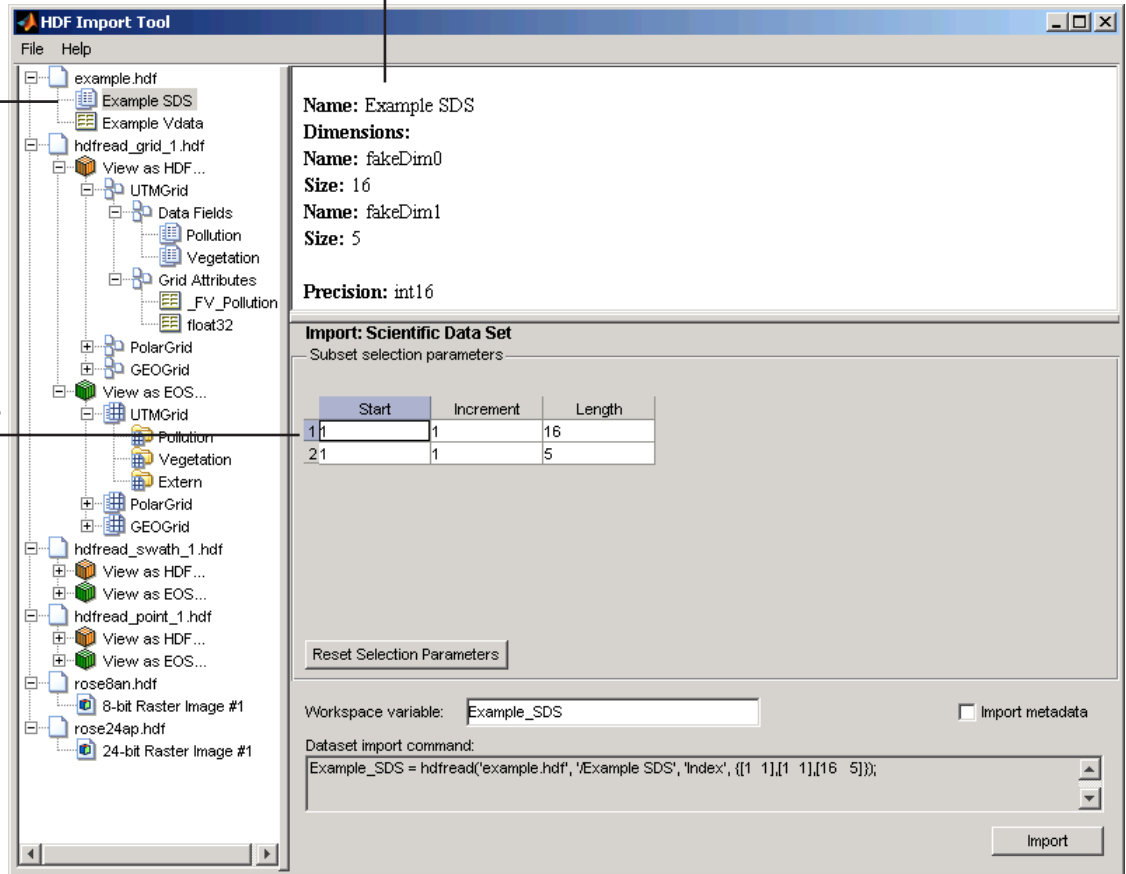 HDF Import Tool
File Help
example.hdf
Example SDS
Example Vdata
hdfread_grid_1.hdf
View as HDF...
UTMGrid
Data Fields
Pollution
Vegetation
Grid Attributes
_FV_Pollution
float32
PolarGrid
GEOGrid
View as EOS...
UTMGrid
Pollution
Vegetation
Extern
PolarGrid
GEOGrid
hdfread_swath_1.hdf
View as HDF...
View as EOS...
hdfread_point_1.hdf
View as HDF...
View as EOS...
rose8an.hdf
8-bit Raster Image #1
rose24ap.hdf
24-bit Raster Image #1
Name: Example SDS
Dimensions:
Name: fakeDim0
Size: 16
Name: fakeDim1
Size: 5
Precision: int16
Import: Scientific Data Set
Subset selection parameters
Start Increment Length
1 1 1 16
2 1 1 5
Reset Selection Parameters
Workspace variable: Example_SDS Import metadata
Dataset import command:
Example_SDS = hdfread('example.hdf', '/Example SDS', 'Index', {[1 1],[1 1],[16 5]});
Import